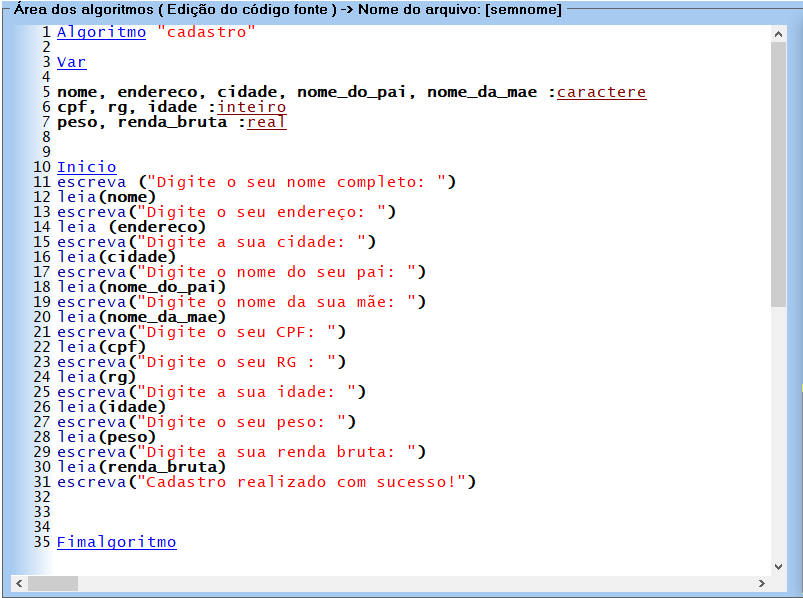 Área dos algoritmos ( Edição do código fonte ) -> Nome do arquivo: [semnome]
1 Algoritmo "cadastro"
2
3 Var
4
5 nome, endereco, cidade, nome_do_pai, nome_da_mae :caractere
6 cpf, rg, idade :inteiro
7 peso, renda_bruta :real
8
9
10 Inicio
11 escreva ("Digite o seu nome completo: ")
12 leia(nome)
13 escreva("Digite o seu endereço: ")
14 leia (endereco)
15 escreva("Digite a sua cidade: ")
16 leia(cidade)
17 escreva("Digite o nome do seu pai: ")
18 leia(nome_do_pai)
19 escreva("Digite o nome da sua mãe: ")
20 leia(nome_da_mae)
21 escreva("Digite o seu CPF: ")
22 leia(cpf)
23 escreva("Digite o seu RG : ")
24 leia(rg)
25 escreva("Digite a sua idade: ")
26 leia(idade)
27 escreva("Digite o seu peso: ")
28 leia(peso)
29 escreva("Digite a sua renda bruta: ")
30 leia(renda_bruta)
31 escreva("Cadastro realizado com sucesso!")
32
33
34
35 Fimalgoritmo